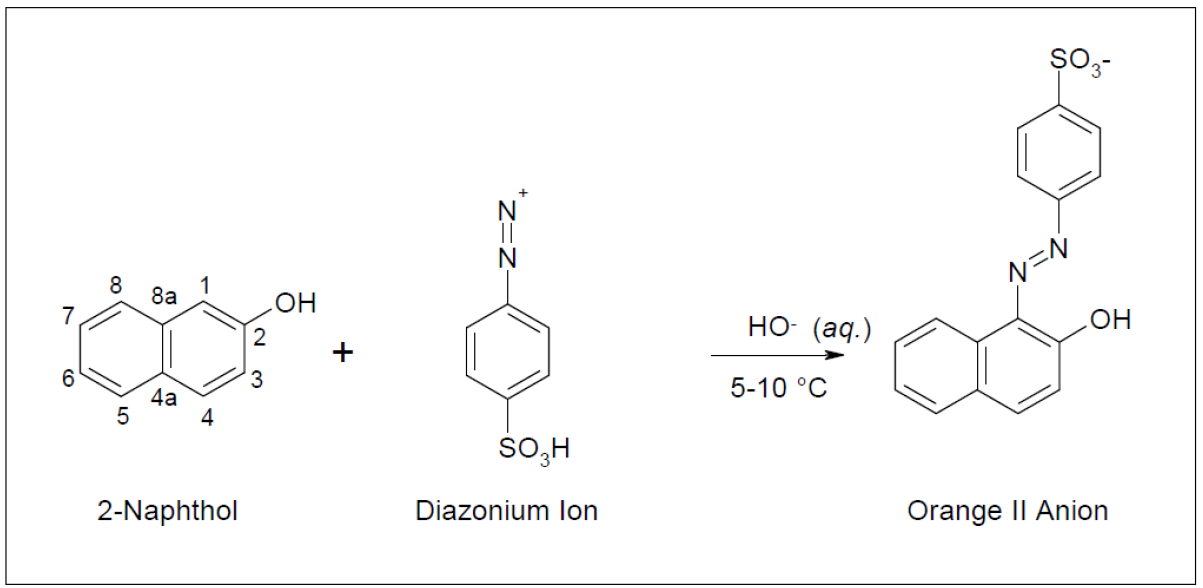 SO3-
N+
N
SO3H
8
8a
1
OH
7
2
6
3
5
4a
4
+
HO- (aq.)
5-10 °C
N
N
OH
2-Naphthol
Diazonium Ion
Orange II Anion